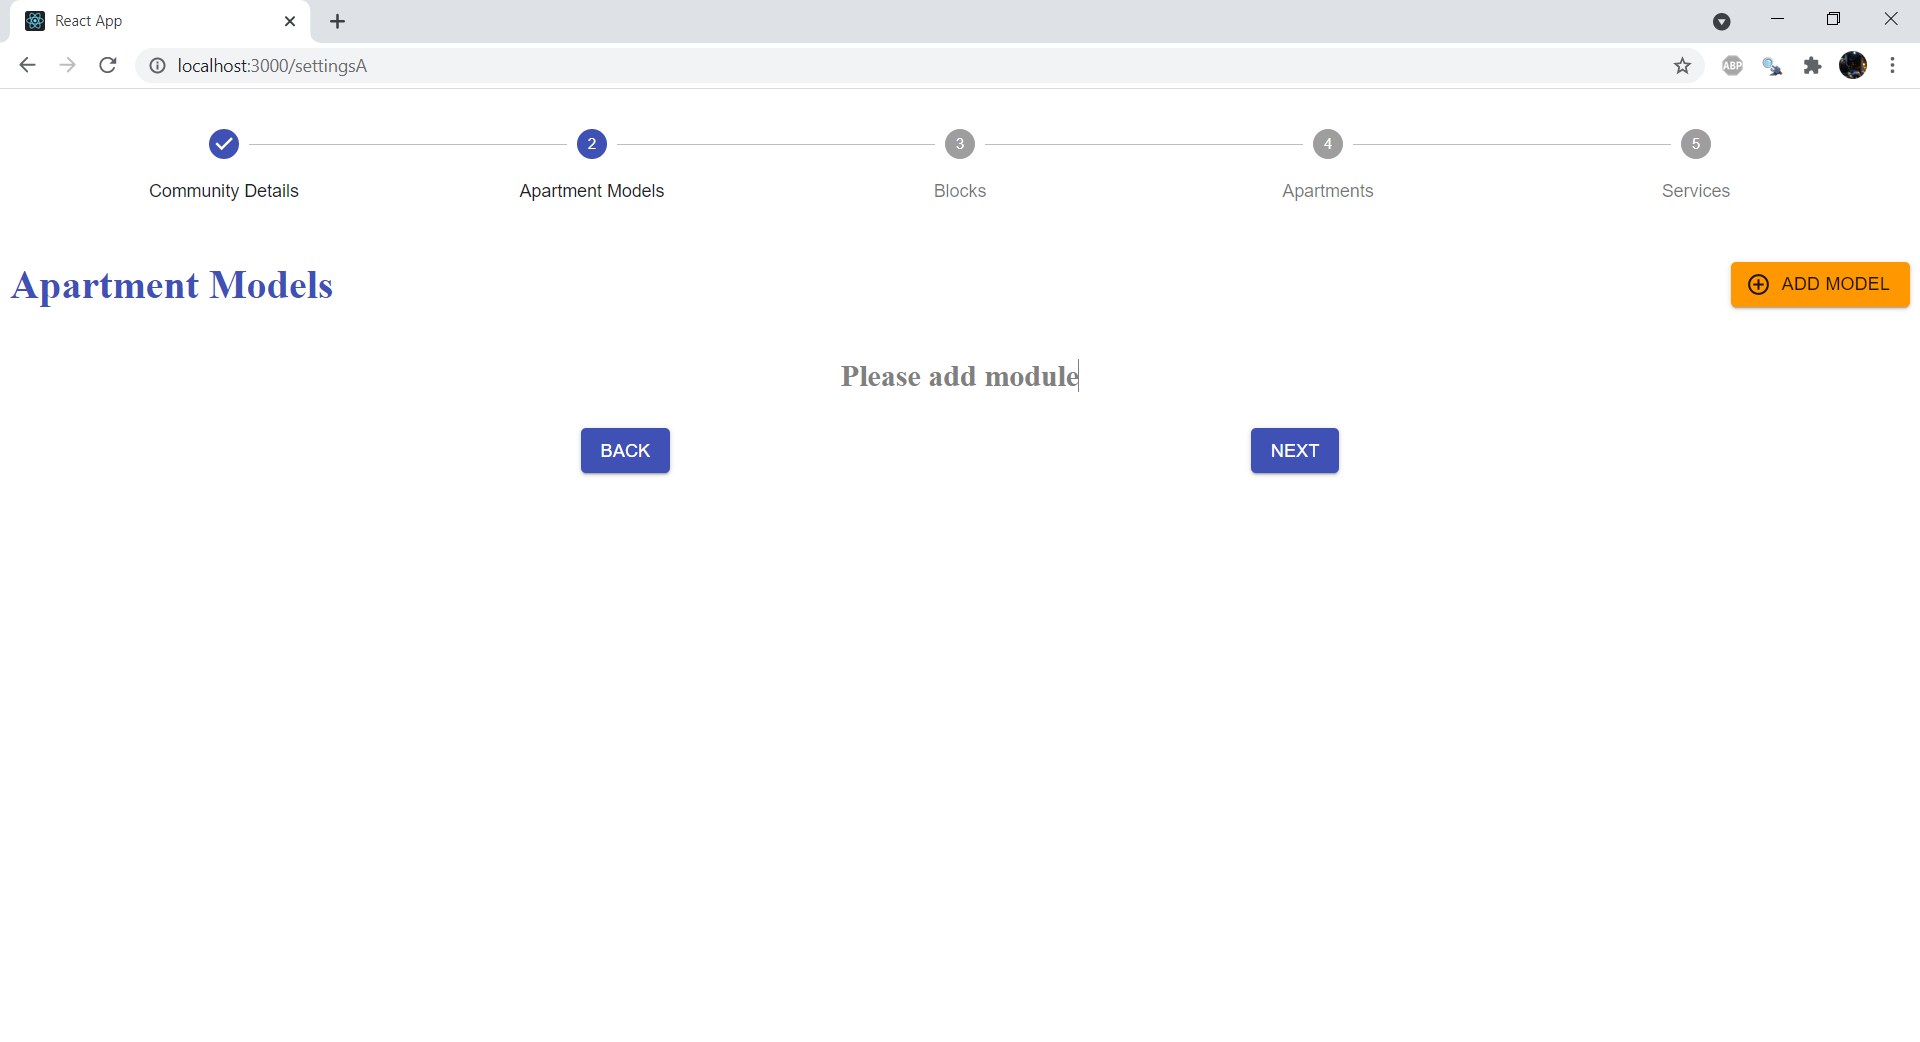 React App
localhost:3000/settingsA
ABP
2
3
4
5
Community Details
Apartment Models
Blocks
Apartments
Services
Apartment Models
ADD MODEL
Please add module
BACK
NEXT